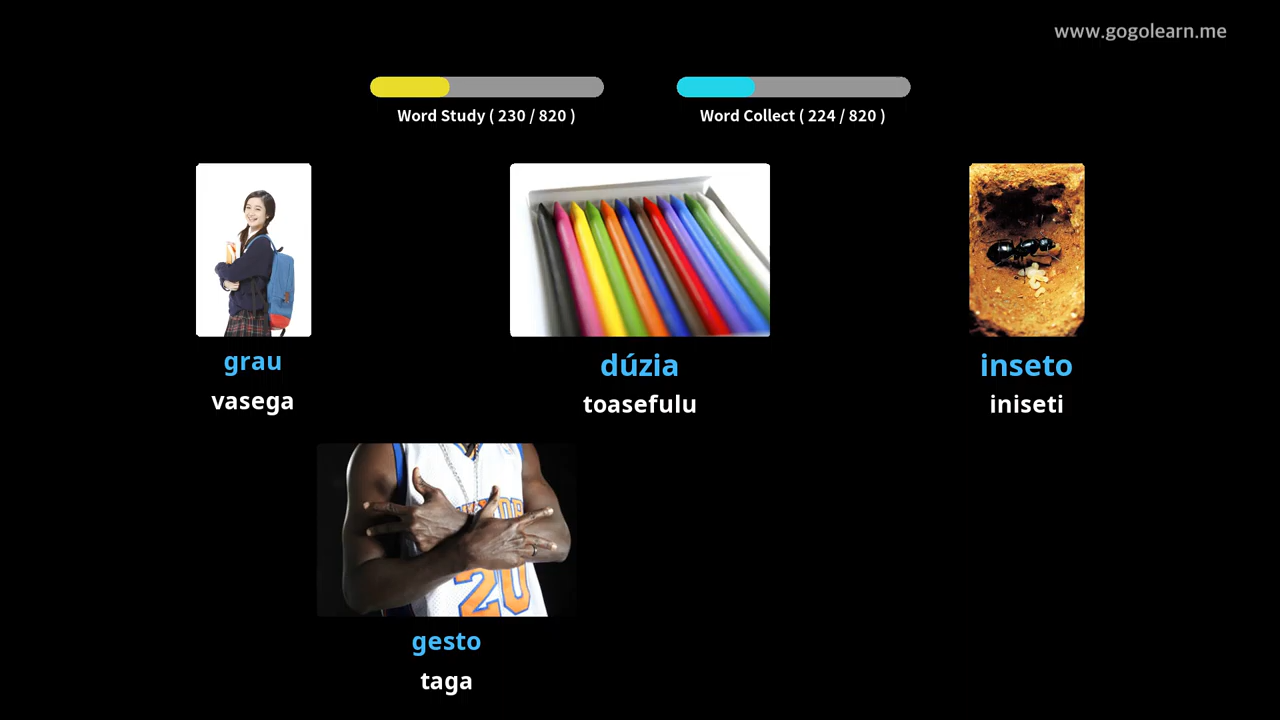 www.gogolearn.me
Word Study ( 230 / 820 )
Word Collect ( 224 / 820 )
grau
vasega
dúzia
toasefulu
inseto
iniseti
20
gesto
taga